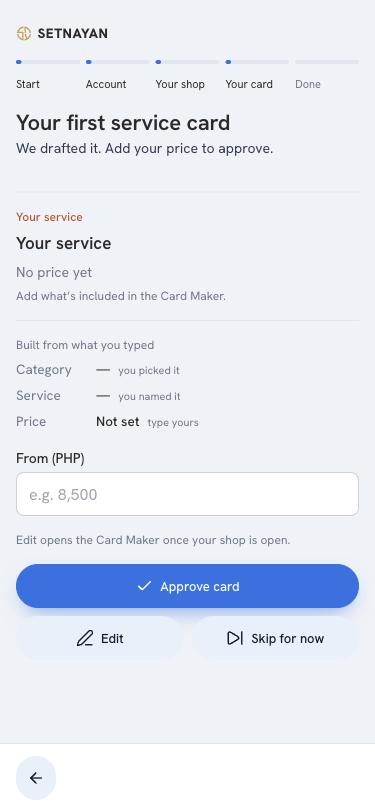 SETNAYAN
Start
Account
Your shop
Your card
Done
Your first service card
We drafted it. Add your price to approve.
Your service
Your service
No price yet
Add what's included in the Card Maker.
Built from what you typed
Category — you picked it
Service — you named it
Price Not set type yours
From (PHP)
e.g. 8,500
Edit opens the Card Maker once your shop is open.
Approve card
Edit
Skip for now